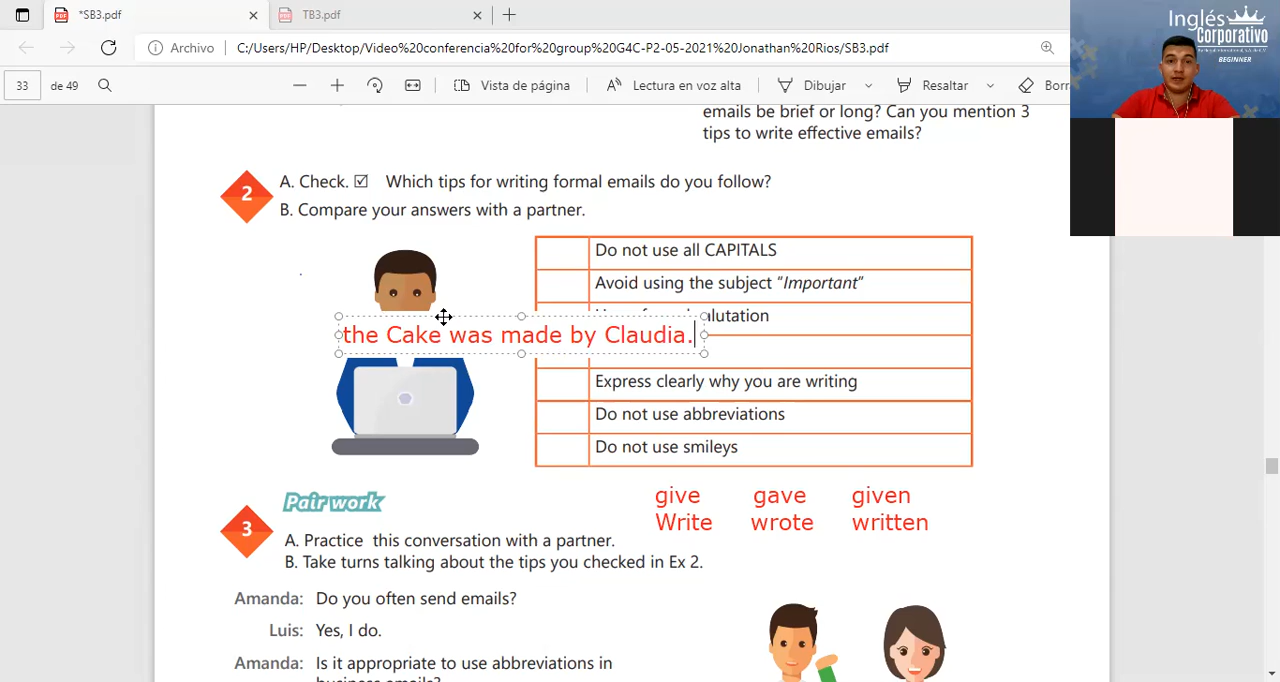 *SB3.pdf
TB3.pdf
Archivo
C:/Users/HP/Desktop/Video%20conferencia%20for%20group%20G4C-P2-05-2021%20Jonathan%20Rios/SB3.pdf
33 de 49
Vista de página
Lectura en voz alta
Dibujar
Resaltar
Borr
Inglés
Corporativo
BEGINNER
emails be brief or long? Can you mention 3
tips to write effective emails?
2
A. Check. ☑ Which tips for writing formal emails do you follow?
B. Compare your answers with a partner.
Do not use all CAPITALS
Avoid using the subject “Important”
alutation
the Cake was made by Claudia.
Express clearly why you are writing
Do not use abbreviations
Do not use smileys
give gave given
Write wrote written
Pair work
3
A. Practice this conversation with a partner.
B. Take turns talking about the tips you checked in Ex 2.
Amanda: Do you often send emails?
Luis: Yes, I do.
Amanda: Is it appropriate to use abbreviations in
business emails?